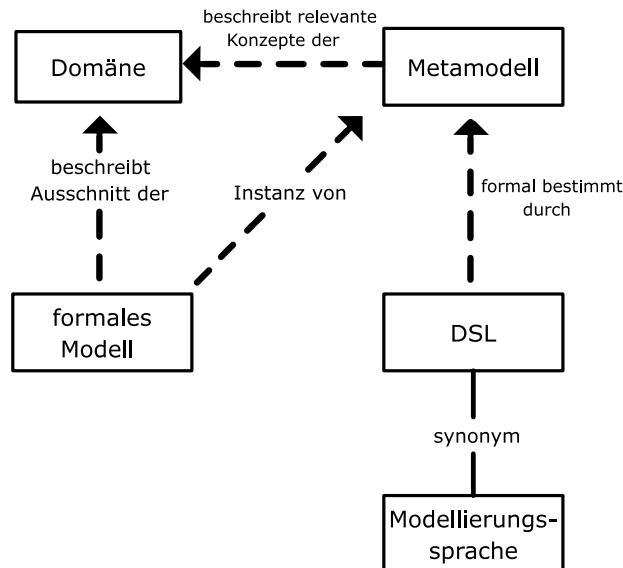 beschreibt relevante
Konzepte der
Domäne
Metamodell
beschreibt
Ausschnitt der
Instanz von
formal bestimmt
durch
formales
Modell
DSL
synonym
Modellierungs-
sprache